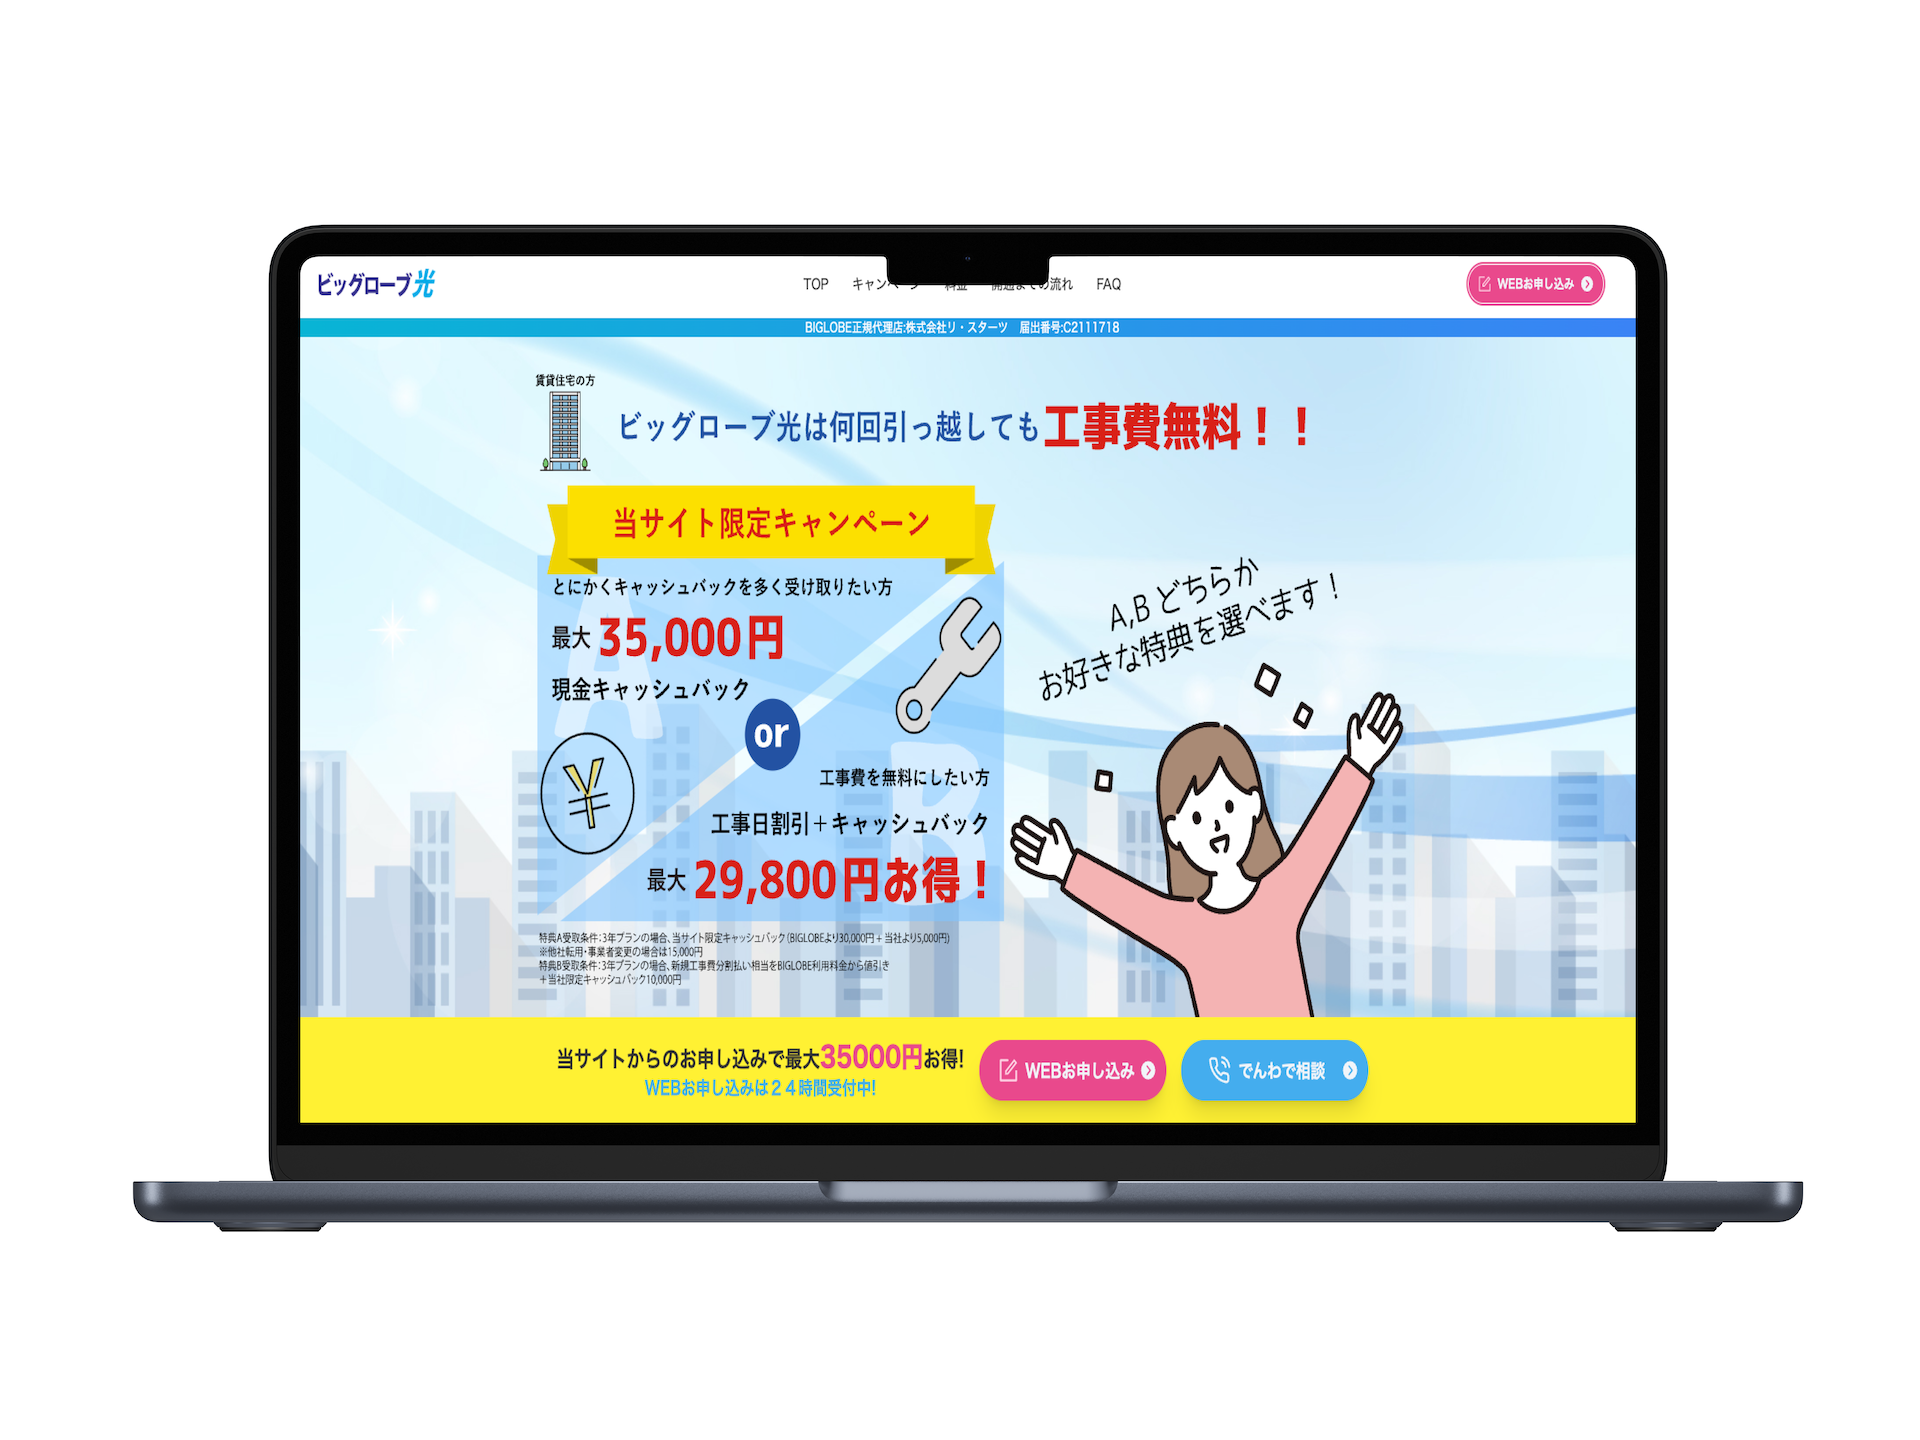 ビッグローブ光
TOP キャンペーン 料金 開通までの流れ FAQ
WEBお申し込み
BIGLOBE正規代理店:株式会社リ・スターツ 届出番号:C2111718
賃貸住宅の方
ビッグローブ光は何回引っ越しても工事費無料！！
当サイト限定キャンペーン
A
とにかくキャッシュバックを多く受け取りたい方
最大 35,000円
現金キャッシュバック
¥
or
B
工事費を無料にしたい方
工事日割引＋キャッシュバック
最大 29,800円お得！
A,B どちらか
お好きな特典を選べます！
特典A受取条件：3年プランの場合、当サイト限定キャッシュバック（BIGLOBEより30,000円＋当社より5,000円）
※他社転用・事業者変更の場合は15,000円
特典B受取条件：3年プランの場合、新規工事費分割払い相当をBIGLOBE利用料金から値引き
＋当社限定キャッシュバック10,000円
当サイトからのお申し込みで最大35000円お得!
WEBお申し込みは２４時間受付中!
WEBお申し込み
でんわで相談